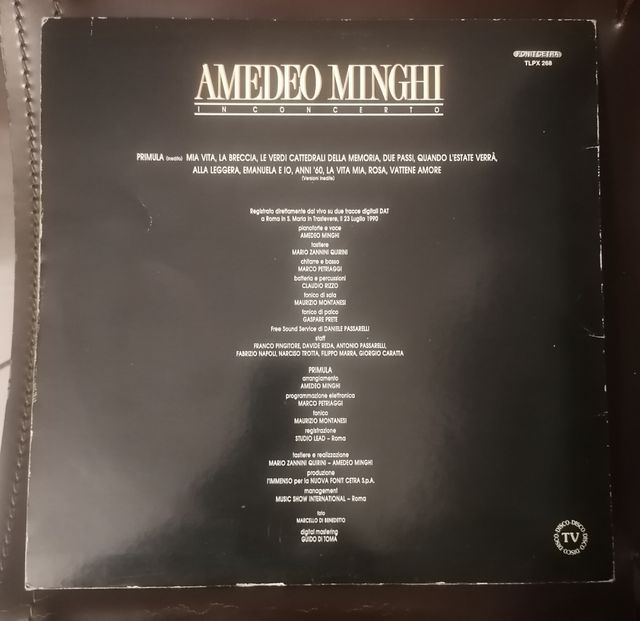 FONIT CETRA
TLPX 268
AMEDEO MINGHI
IN CONCERTO
PRIMULA (inedito) MIA VITA, LA BRECCIA, LE VERDI CATTEDRALI DELLA MEMORIA, DUE PASSI, QUANDO L'ESTATE VERRÀ,
ALLA LEGGERA, EMANUELA E IO, ANNI '60, LA VITA MIA, ROSA, VATTENE AMORE
(Versioni inedite)
Registrato direttamente dal vivo su due tracce digitali DAT
a Roma in S. Maria in Trastevere, il 23 Luglio 1990
pianoforte e voce
AMEDEO MINGHI
tastiere
MARIO ZANNINI QUIRINI
chitarre e basso
MARCO PETRIAGGI
batteria e percussioni
CLAUDIO RIZZO
fonico di sala
MAURIZIO MONTANESI
fonico di palco
GASPARE PRETE
Free Sound Service di DANIELE PASSARELLI
staff
FRANCO PINGITORE, DAVIDE REDA, ANTONIO PASSARELLI,
FABRIZIO NAPOLI, NARCISO TROTTA, FILIPPO MARRA, GIORGIO CARATTA
PRIMULA
arrangiamento
AMEDEO MINGHI
programmazione elettronica
MARCO PETRIAGGI
fonico
MAURIZIO MONTANESI
registrazione
STUDIO LEAD – Roma
tastiere e realizzazione
MARIO ZANNINI QUIRINI – AMEDEO MINGHI
produzione
l'IMMENSO per la NUOVA FONIT CETRA S.p.A.
management
MUSIC SHOW INTERNATIONAL – Roma
foto
MARCELLO DI BENEDETTO
digital mastering
GUIDO DI TOMA
DISCO·DISCO·DISCO·DISCO·DISCO
TV